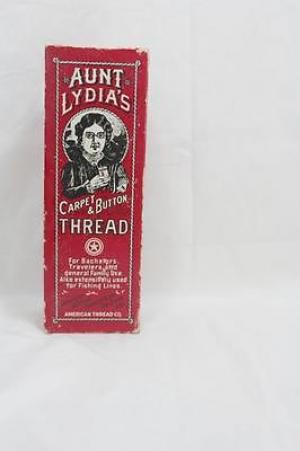 AUNT
LYDIA'S
CARPET & BUTTON
THREAD
For Bachelors,
Travelers, And
general Family Use
Also extensively used
for Fishing Lines.
AMERICAN THREAD CO.